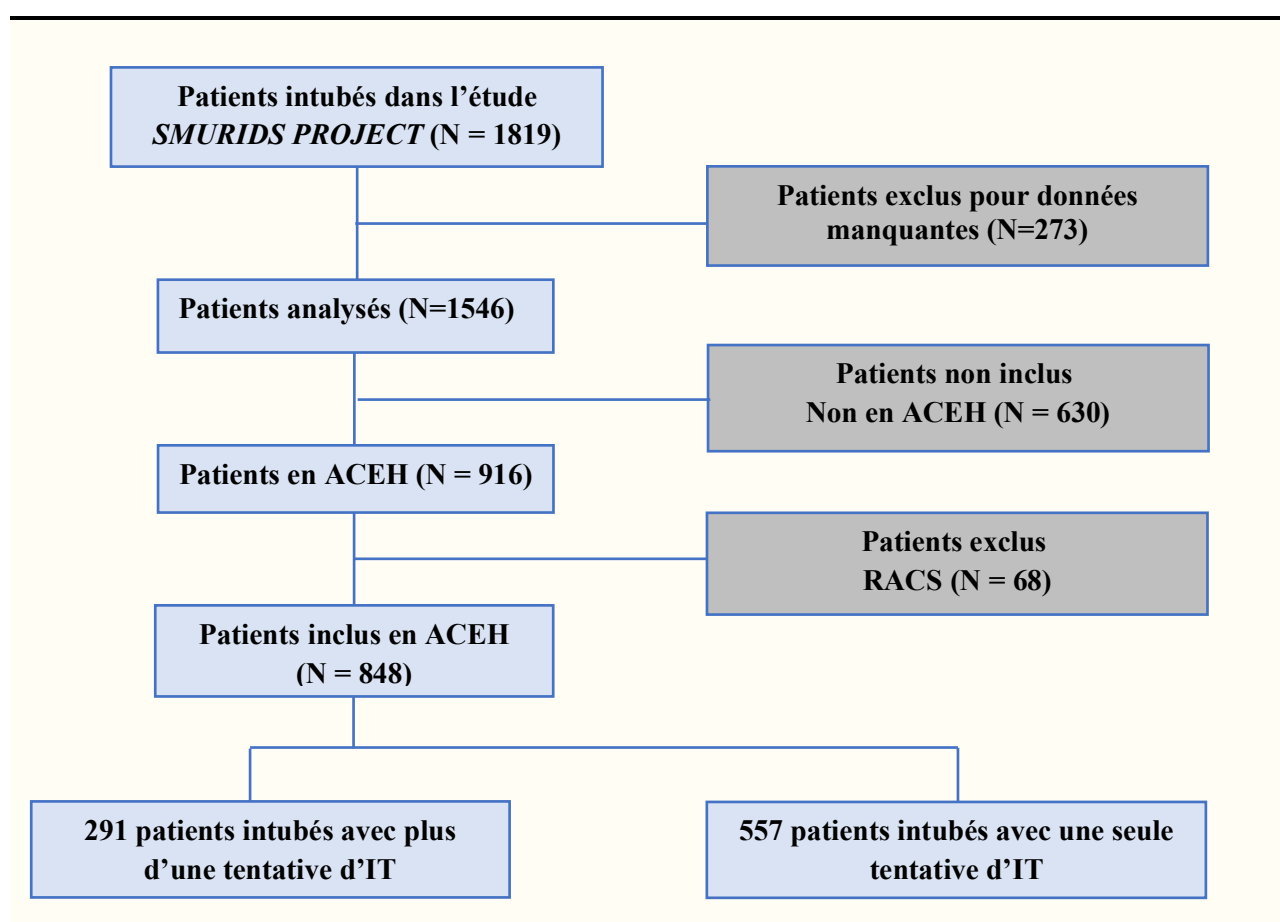 Patients intubés dans l’étude
SMURIDS PROJECT (N = 1819)
Patients exclus pour données
manquantes (N=273)
Patients analysés (N=1546)
Patients non inclus
Non en ACEH (N = 630)
Patients en ACEH (N = 916)
Patients exclus
RACS (N = 68)
Patients inclus en ACEH
(N = 848)
291 patients intubés avec plus
d’une tentative d’IT
557 patients intubés avec une seule
tentative d’IT